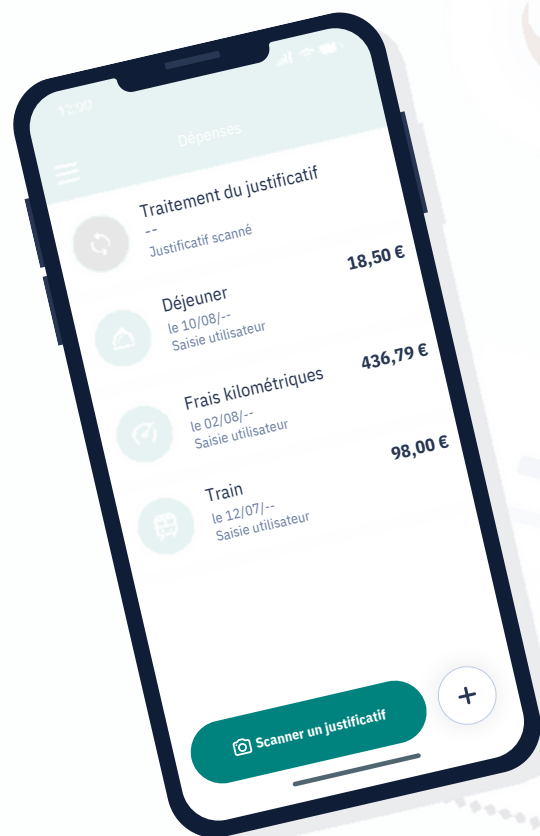 12:00
Dépenses
Traitement du justificatif
--
Justificatif scanné
Déjeuner
18,50 €
le 10/08/--
Saisie utilisateur
Frais kilométriques
436,79 €
le 02/08/--
Saisie utilisateur
Train
98,00 €
le 12/07/--
Saisie utilisateur
Scanner un justificatif